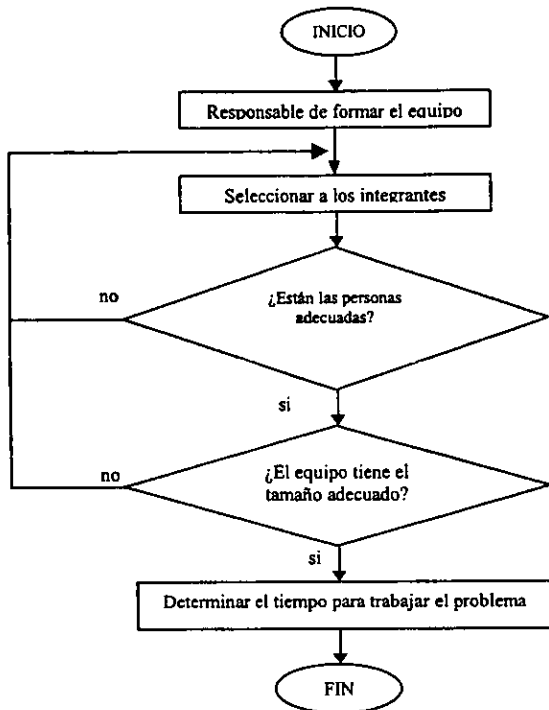 INICIO
Responsable de formar el equipo
Seleccionar a los integrantes
¿Están las personas
adecuadas?
no
si
¿El equipo tiene el
tamaño adecuado?
no
si
Determinar el tiempo para trabajar el problema
FIN